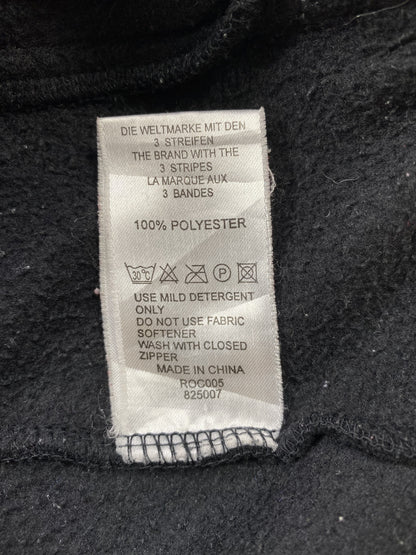 DIE WELTMARKE MIT DEN
3 STREIFEN
THE BRAND WITH THE
3 STRIPES
LA MARQUE AUX
3 BANDES
100% POLYESTER
30°C P
USE MILD DETERGENT
ONLY
DO NOT USE FABRIC
SOFTENER
WASH WITH CLOSED
ZIPPER
MADE IN CHINA
ROC005
825007